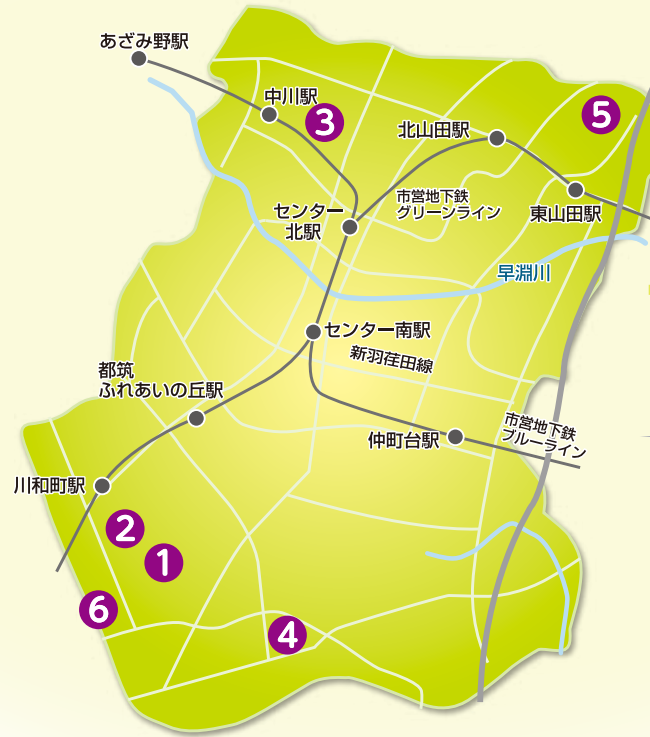 あざみ野駅
中川駅
3
5
北山田駅
市営地下鉄
グリーンライン
センター
北駅
東山田駅
早淵川
センター南駅
新羽荏田線
都筑
ふれあいの丘駅
仲町台駅
市営地下鉄
ブルーライン
川和町駅
2
1
6
4